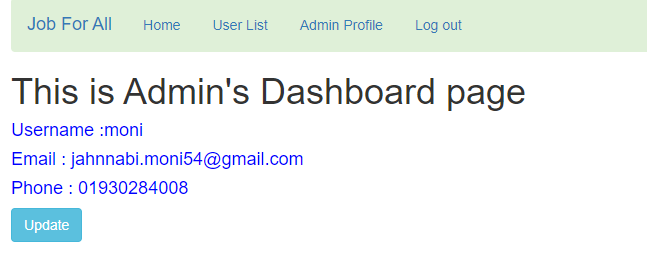 Job For All Home User List Admin Profile Log out
This is Admin's Dashboard page
Username :moni
Email : jahnnabi.moni54@gmail.com
Phone : 01930284008
Update